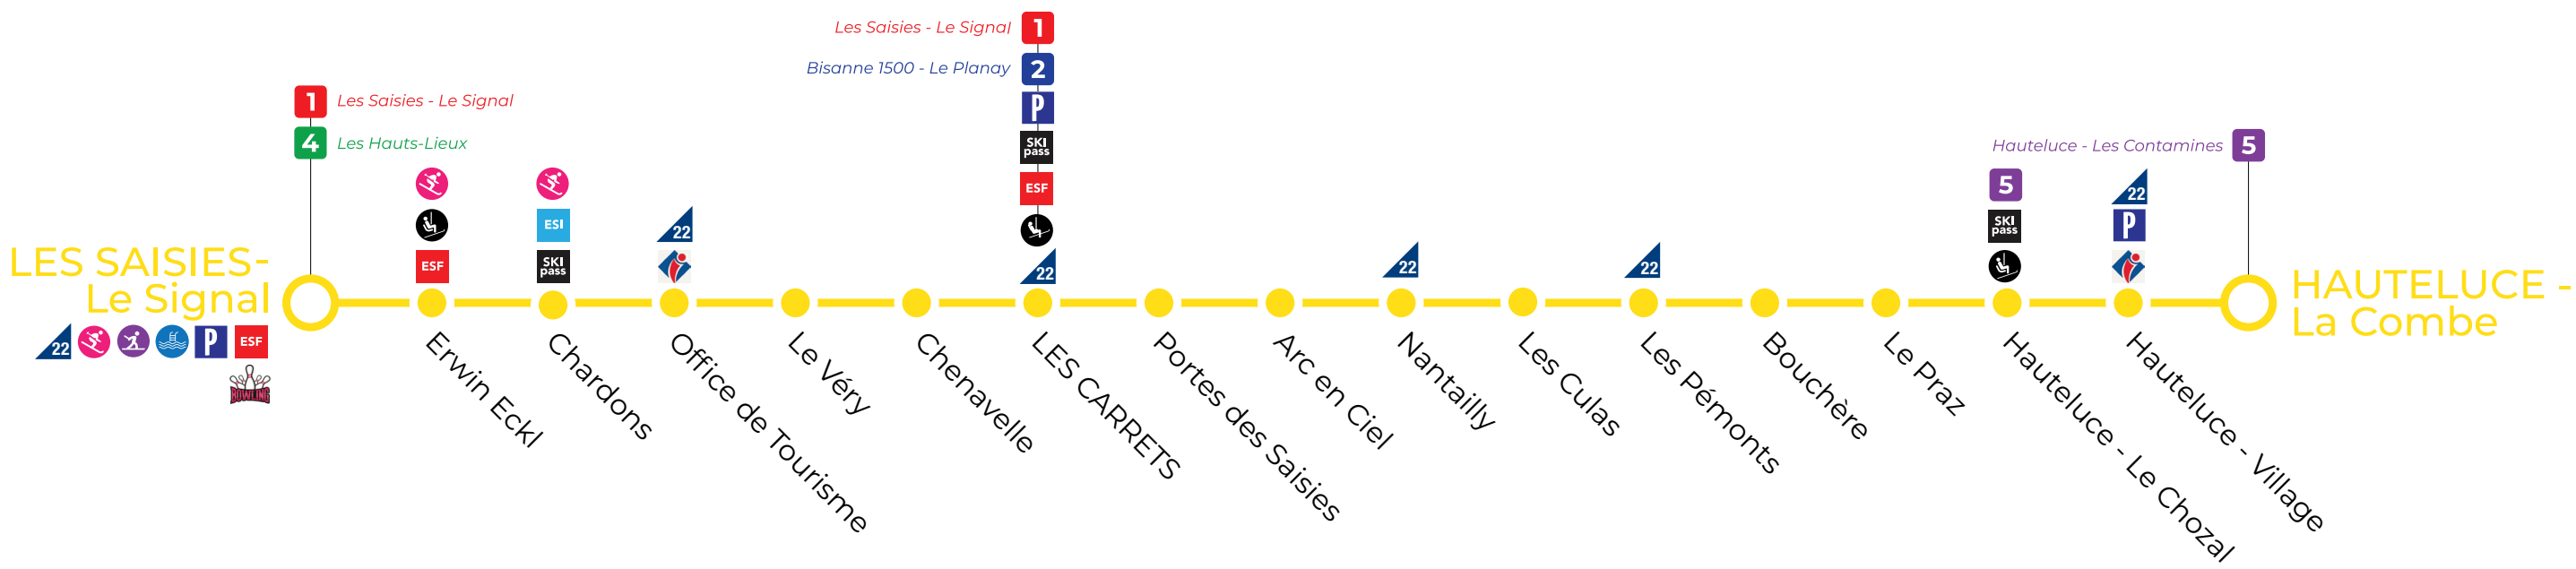 Les Saisies - Le Signal 1
Bisanne 1500 - Le Planay 2
P
SKI
pass
ESF
22
1 Les Saisies - Le Signal
4 Les Hauts-Lieux
ESF
ESI
SKI
pass
22
22
22
Hauteluce - Les Contamines 5
5
SKI
pass
22
P
LES SAISIES-
Le Signal
22
P
ESF
BOWLING
HAUTELUCE -
La Combe
Erwin Eckl
Chardons
Office de Tourisme
Le Véry
Chenavelle
LES CARRETS
Portes des Saisies
Arc en Ciel
Nantailly
Les Culas
Les Pémonts
Bouchère
Le Praz
Hauteluce - Le Chozal
Hauteluce - Village